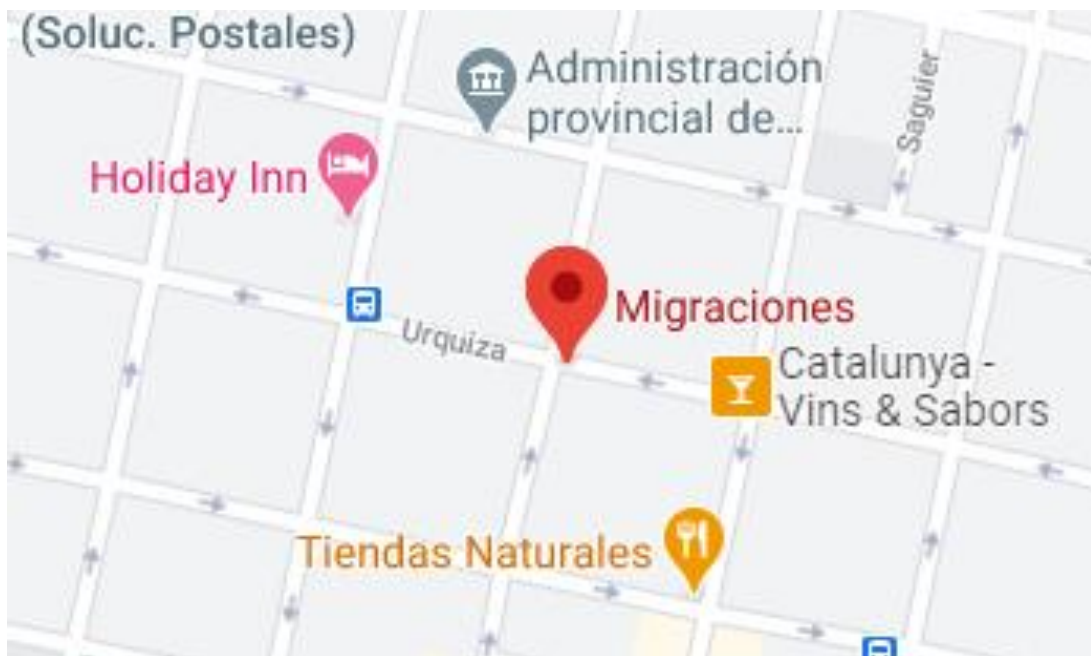 (Soluc. Postales)
Administración
provincial de...
Saguier
Holiday Inn
Migraciones
Urquiza
Catalunya -
Vins & Sabors
Tiendas Naturales